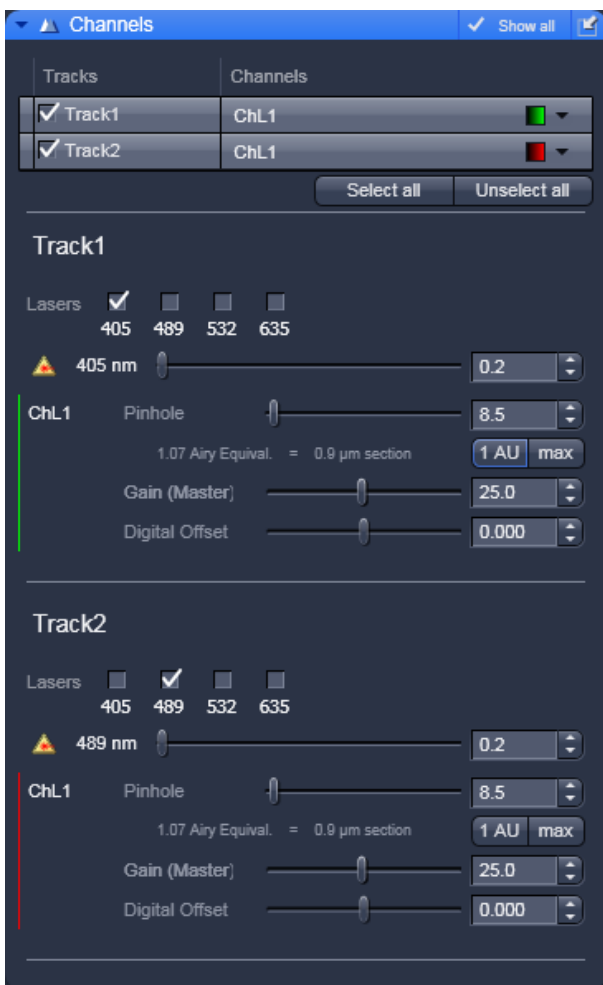 Channels Show all
Tracks Channels
Track1 ChL1
Track2 ChL1
Select all Unselect all
Track1
Lasers
405 489 532 635
405 nm 0.2
ChL1 Pinhole 8.5
1.07 Airy Equival. = 0.9 µm section 1 AU max
Gain (Master) 25.0
Digital Offset 0.000
Track2
Lasers
405 489 532 635
489 nm 0.2
ChL1 Pinhole 8.5
1.07 Airy Equival. = 0.9 µm section 1 AU max
Gain (Master) 25.0
Digital Offset 0.000